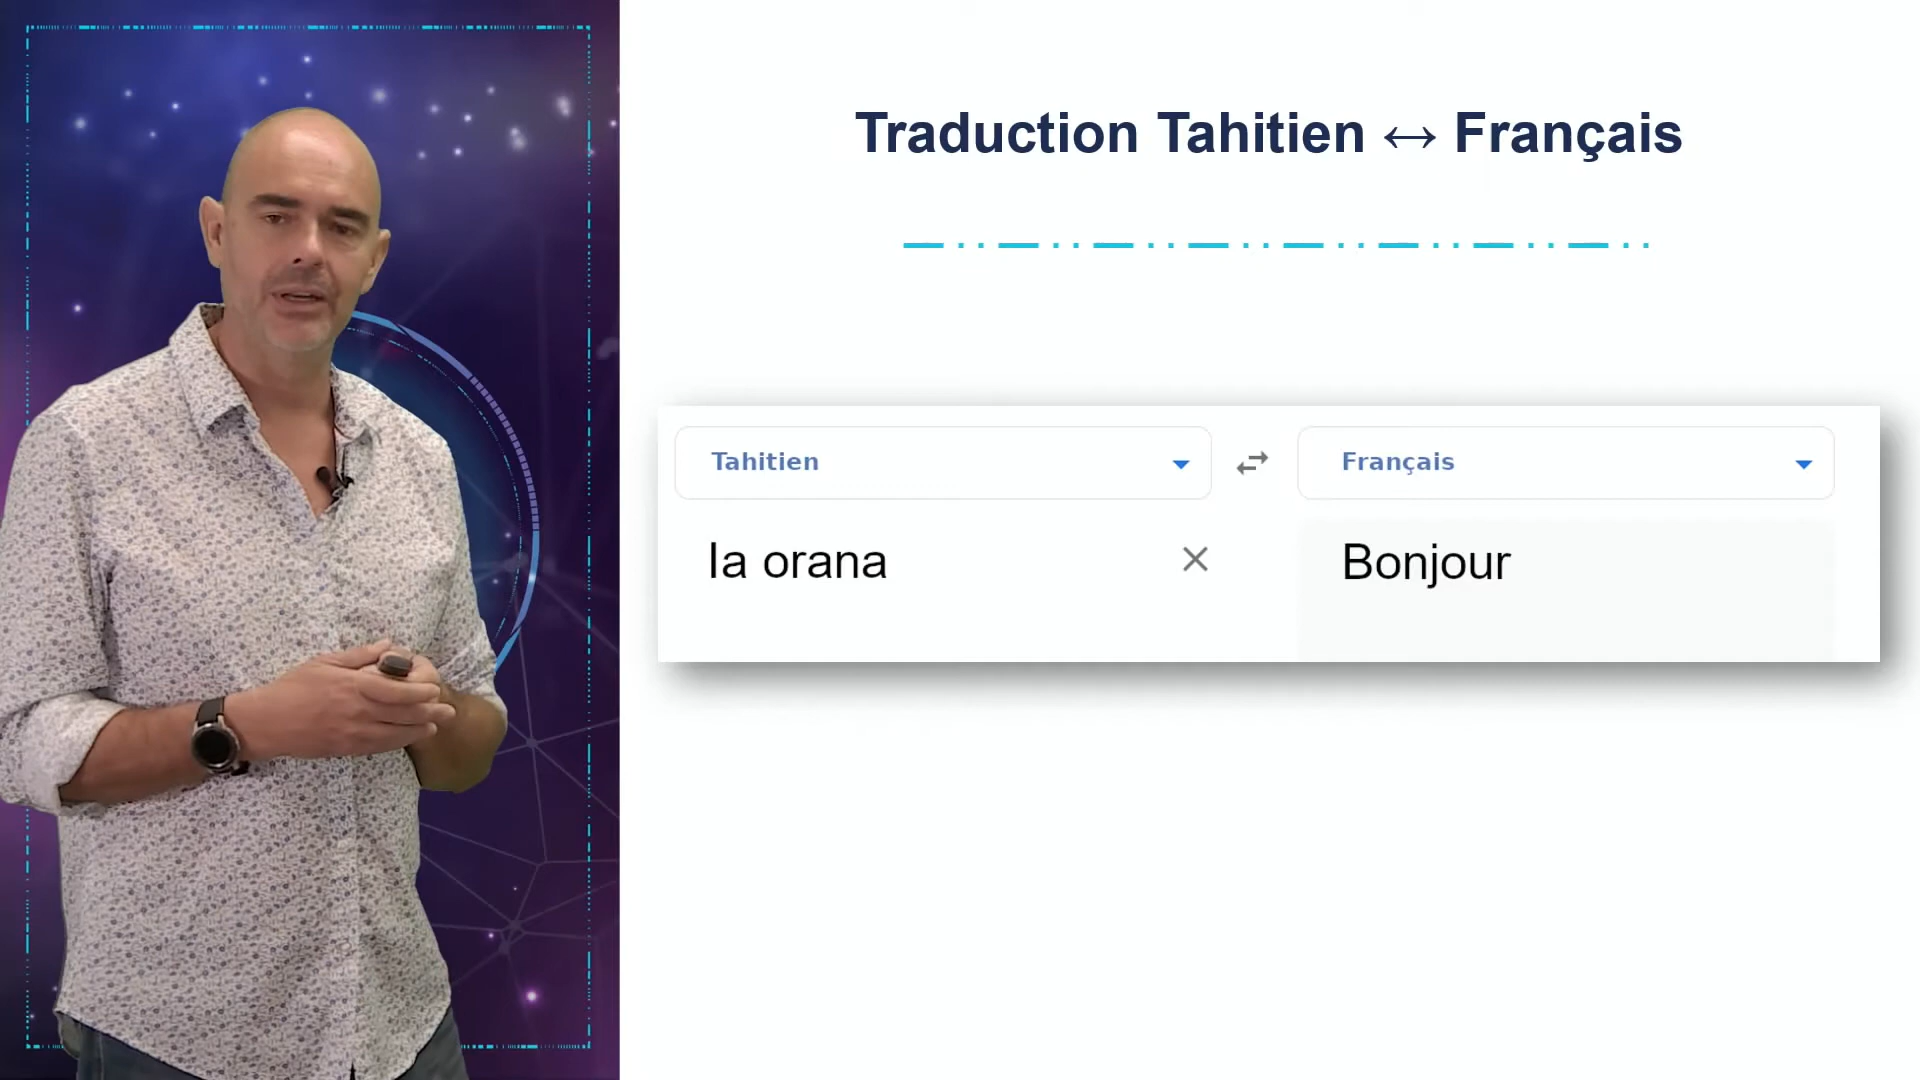 Traduction Tahitien ↔ Français
Tahitien
Français
Ia orana
Bonjour